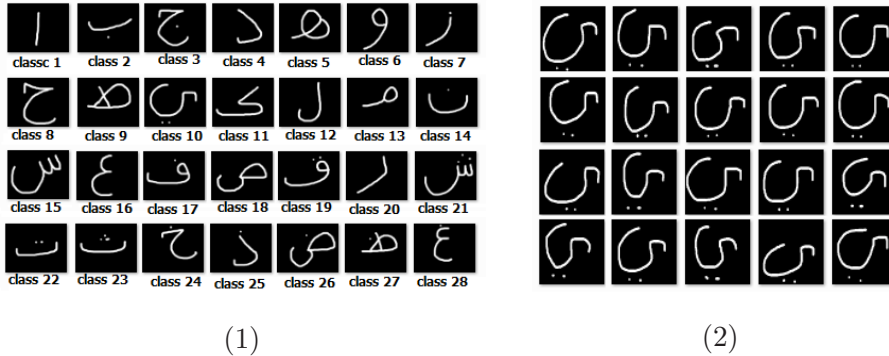 ا ب ج د ه و ز
classc 1 class 2 class 3 class 4 class 5 class 6 class 7
ح ط ي ك ل م ن
class 8 class 9 class 10 class 11 class 12 class 13 class 14
س ع ف ص ق ر ش
class 15 class 16 class 17 class 18 class 19 class 20 class 21
ت ث خ ذ ض ظ غ
class 22 class 23 class 24 class 25 class 26 class 27 class 28
(1)
ي ي ي ي ي
ي ي ي ي ي
ي ي ي ي ي
ي ي ي ي ي
(2)